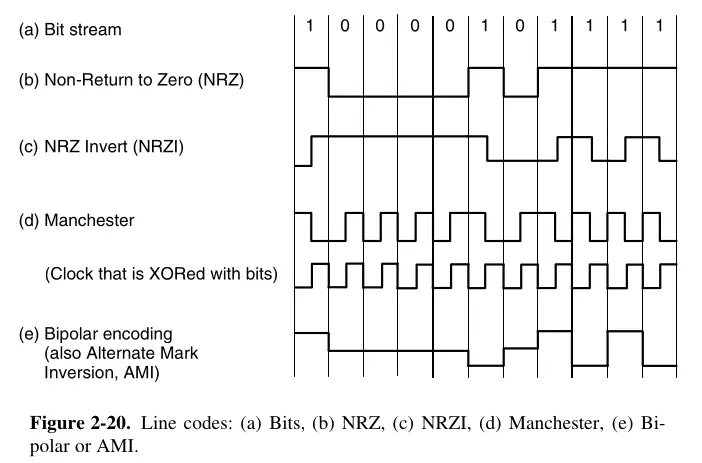 (a) Bit stream 1 0 0 0 0 1 0 1 1 1 1
(b) Non-Return to Zero (NRZ)
(c) NRZ Invert (NRZI)
(d) Manchester
(Clock that is XORed with bits)
(e) Bipolar encoding
(also Alternate Mark
Inversion, AMI)
Figure 2-20. Line codes: (a) Bits, (b) NRZ, (c) NRZI, (d) Manchester, (e) Bi-
polar or AMI.